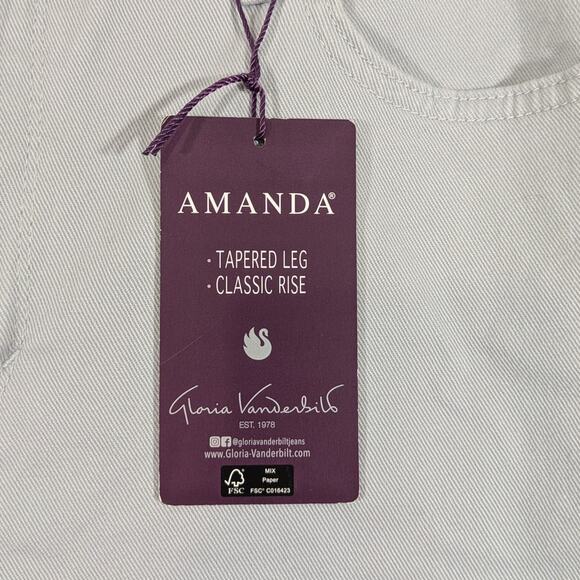 AMANDA®
· TAPERED LEG
· CLASSIC RISE
Gloria Vanderbilt
EST. 1978
@gloriavanderbiltjeans
www.Gloria-Vanderbilt.com
FSC
MIX
Paper
FSC® C016423